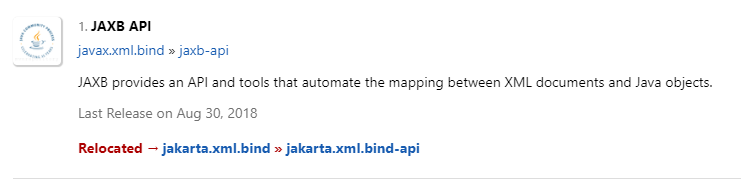 1. JAXB API
javax.xml.bind » jaxb-api
JAXB provides an API and tools that automate the mapping between XML documents and Java objects.
Last Release on Aug 30, 2018
Relocated → jakarta.xml.bind » jakarta.xml.bind-api